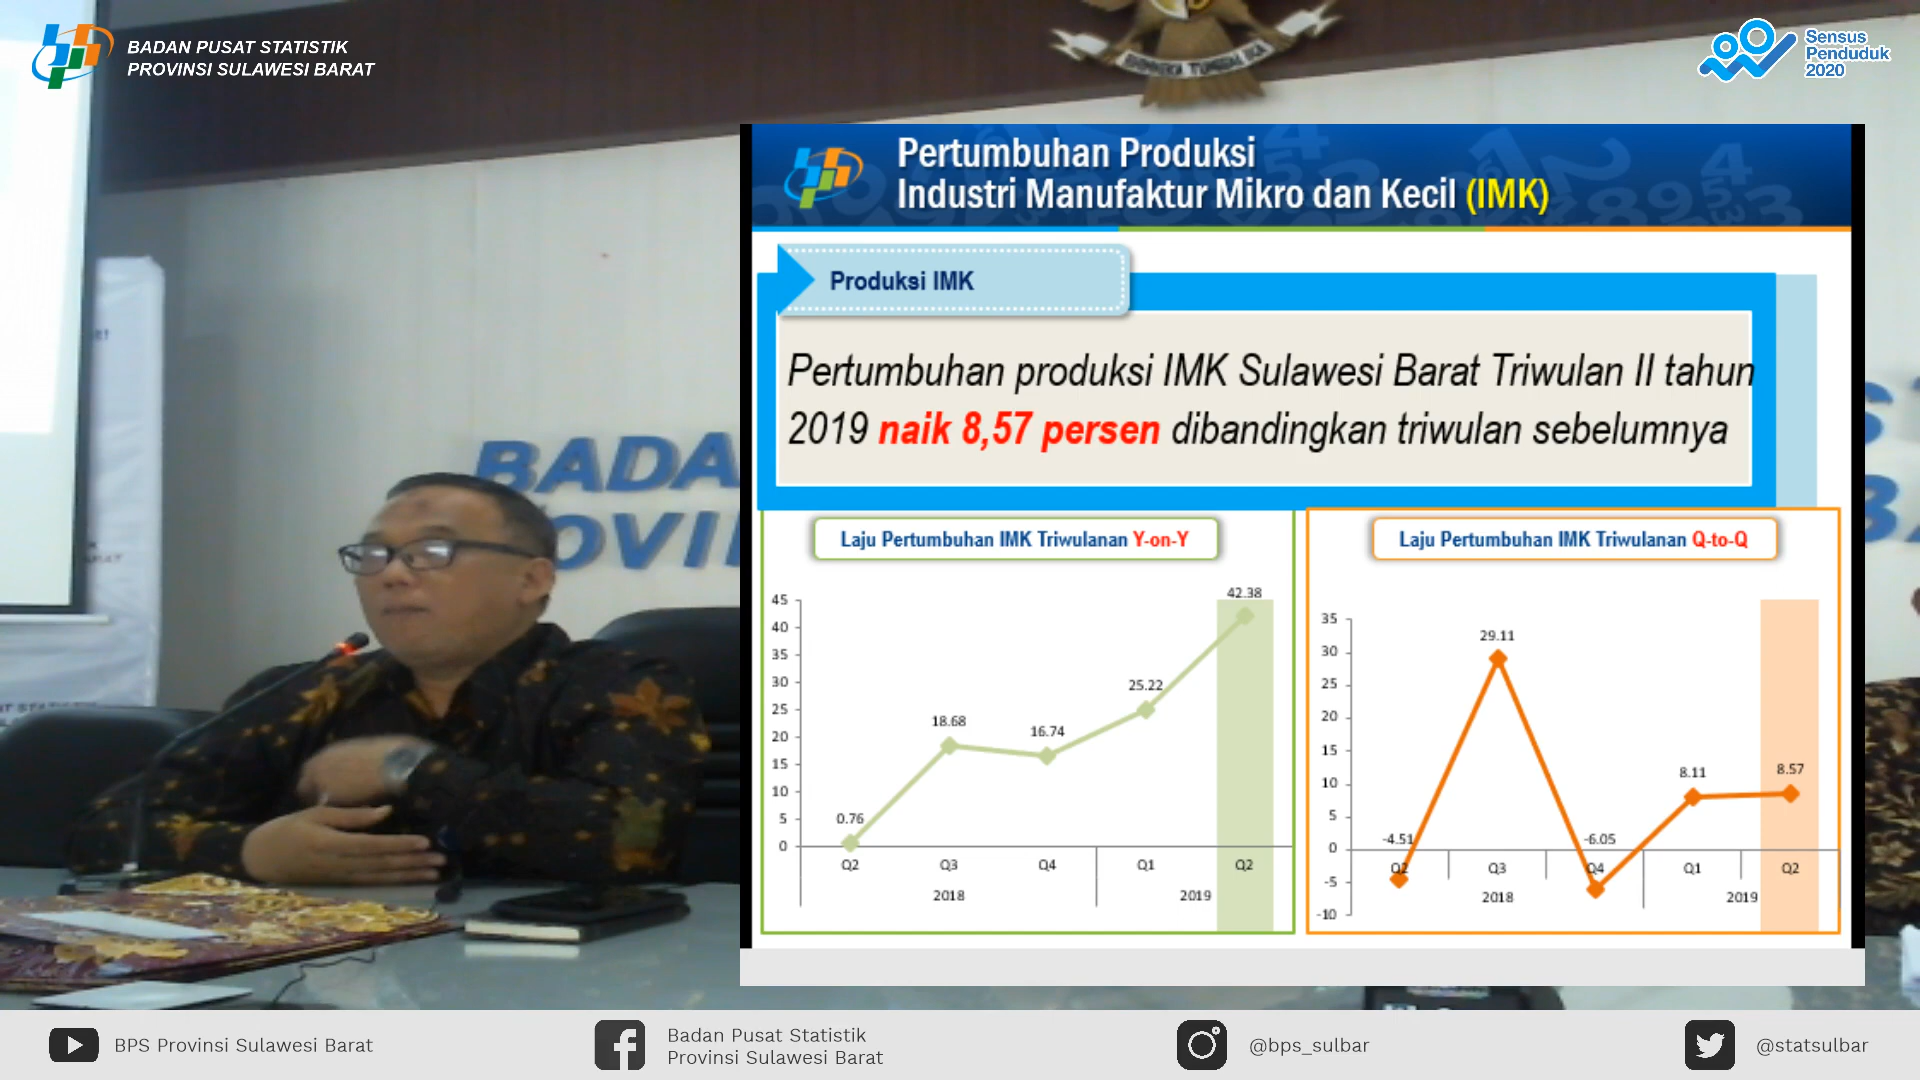 BADAN PUSAT STATISTIK
PROVINSI SULAWESI BARAT
BHINNEKA TUNGGAL IKA
Sensus
Penduduk
2020
Pertumbuhan Produksi
Industri Manufaktur Mikro dan Kecil (IMK)
Produksi IMK
Pertumbuhan produksi IMK Sulawesi Barat Triwulan II tahun
2019 naik 8,57 persen dibandingkan triwulan sebelumnya
Laju Pertumbuhan IMK Triwulanan Y-on-Y
45
40
35
30
25
20
15
10
5
0
0.76
18.68
16.74
25.22
42.38
Q2 Q3 Q4 Q1 Q2
2018 2019
Laju Pertumbuhan IMK Triwulanan Q-to-Q
35
30
25
20
15
10
5
0
-5
-10
-4.51
29.11
-6.05
8.11
8.57
Q2 Q3 Q4 Q1 Q2
2018 2019
BADA
OVIN
BPS Provinsi Sulawesi Barat
Badan Pusat Statistik
Provinsi Sulawesi Barat
@bps_sulbar
@statsulbar